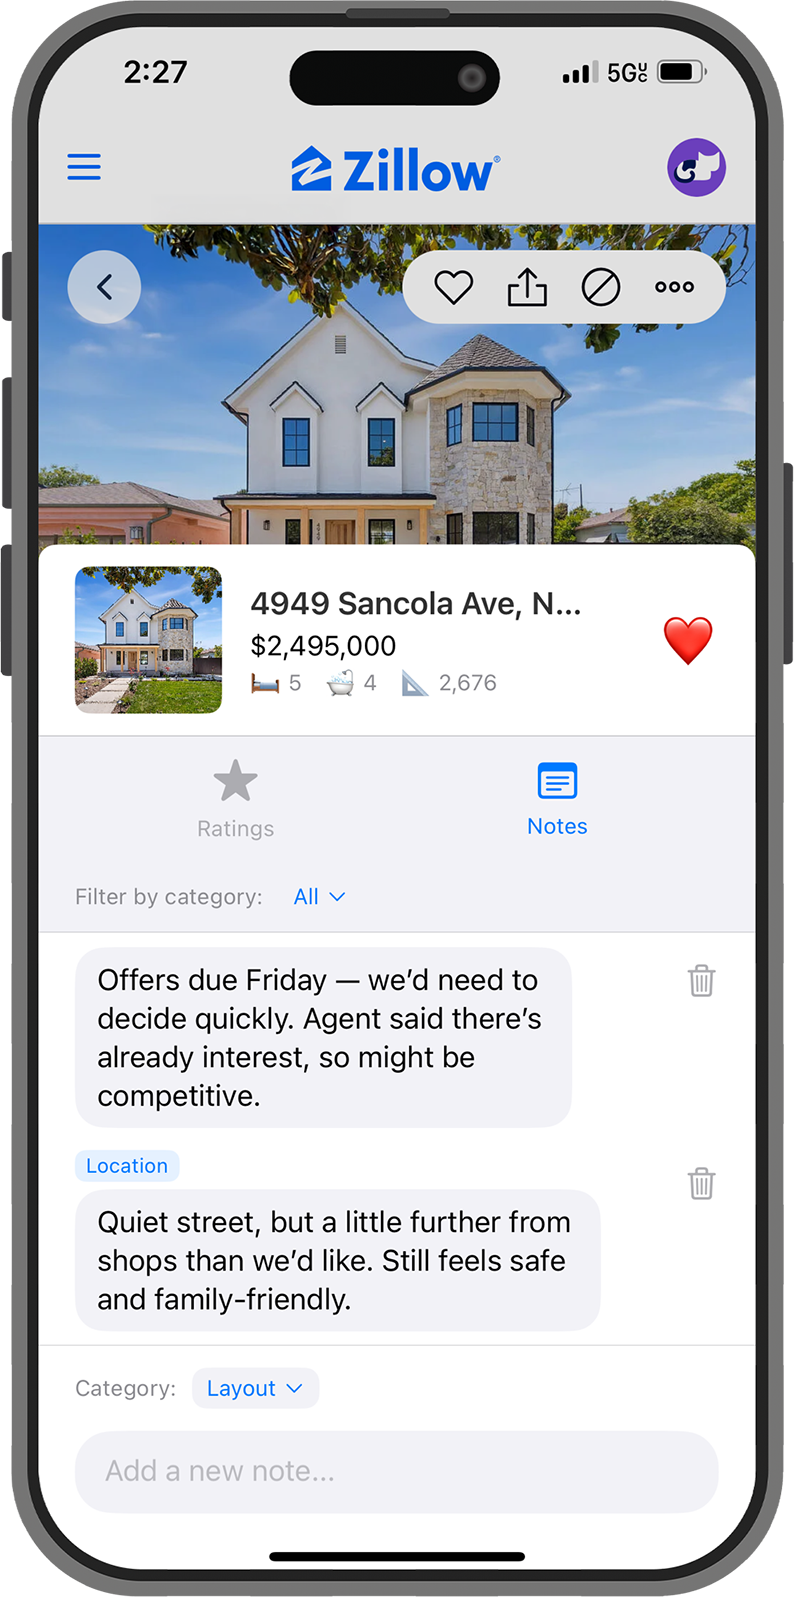 2:27
5GUC
Zillow®
4949 Sancola Ave, N...
$2,495,000
5 4 2,676
Ratings Notes
Filter by category: All
Offers due Friday — we’d need to
decide quickly. Agent said there’s
already interest, so might be
competitive.
Location
Quiet street, but a little further from
shops than we’d like. Still feels safe
and family-friendly.
Category: Layout
Add a new note...